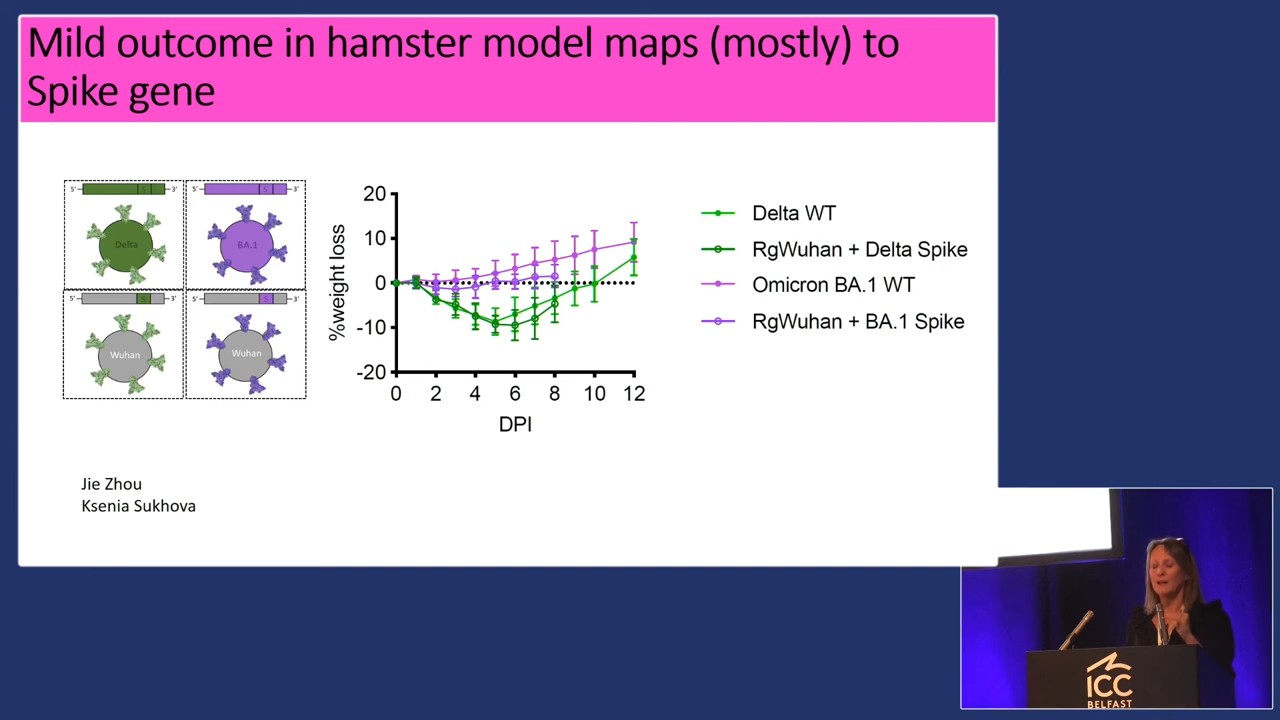 Mild outcome in hamster model maps (mostly) to
Spike gene
5' S 3'
5' S 3'
Delta
BA.1
5' S 3'
5' S 3'
Wuhan
Wuhan
%weight loss
20
10
0
-10
-20
0 2 4 6 8 10 12
DPI
Delta WT
RgWuhan + Delta Spike
Omicron BA.1 WT
RgWuhan + BA.1 Spike
Jie Zhou
Ksenia Sukhova
ICC
BELFAST